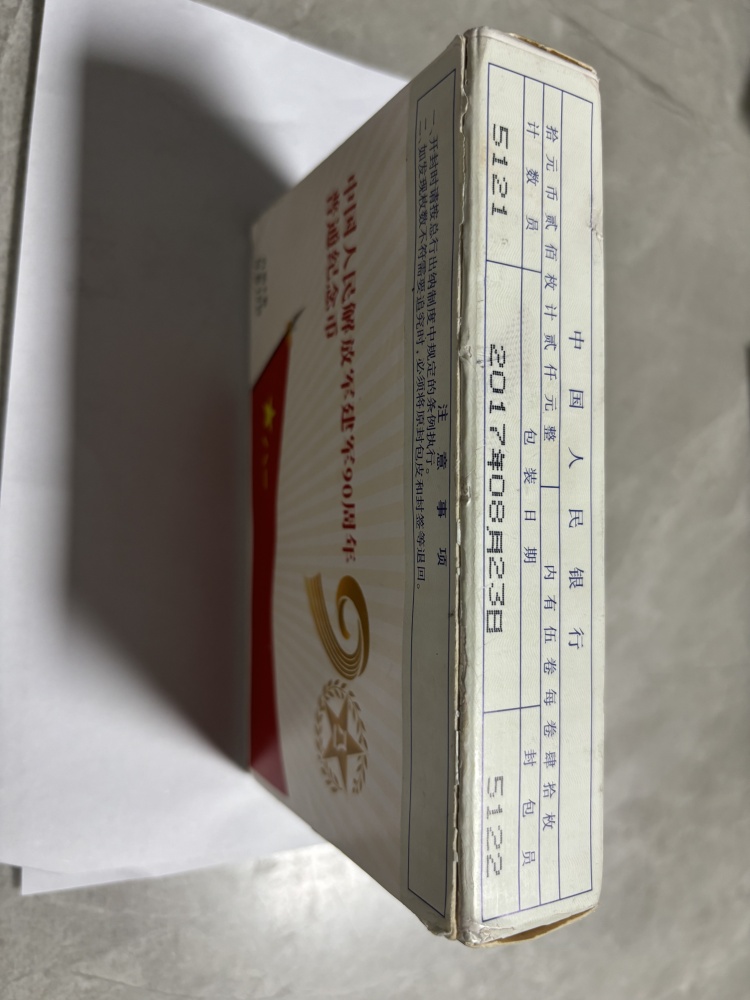 中国人民银行
拾元币贰佰枚计贰仟元整 内有伍卷每卷肆拾枚
计数员 包装日期 封包员
5121 2017年08月23日 5122
注意事项
一、开封时请按总行出纳制度中规定的条例执行。
二、如发现枚数不符需要追究时，必须将原封包皮和封签等退回。
中国人民解放军建军90周年
普通纪念币